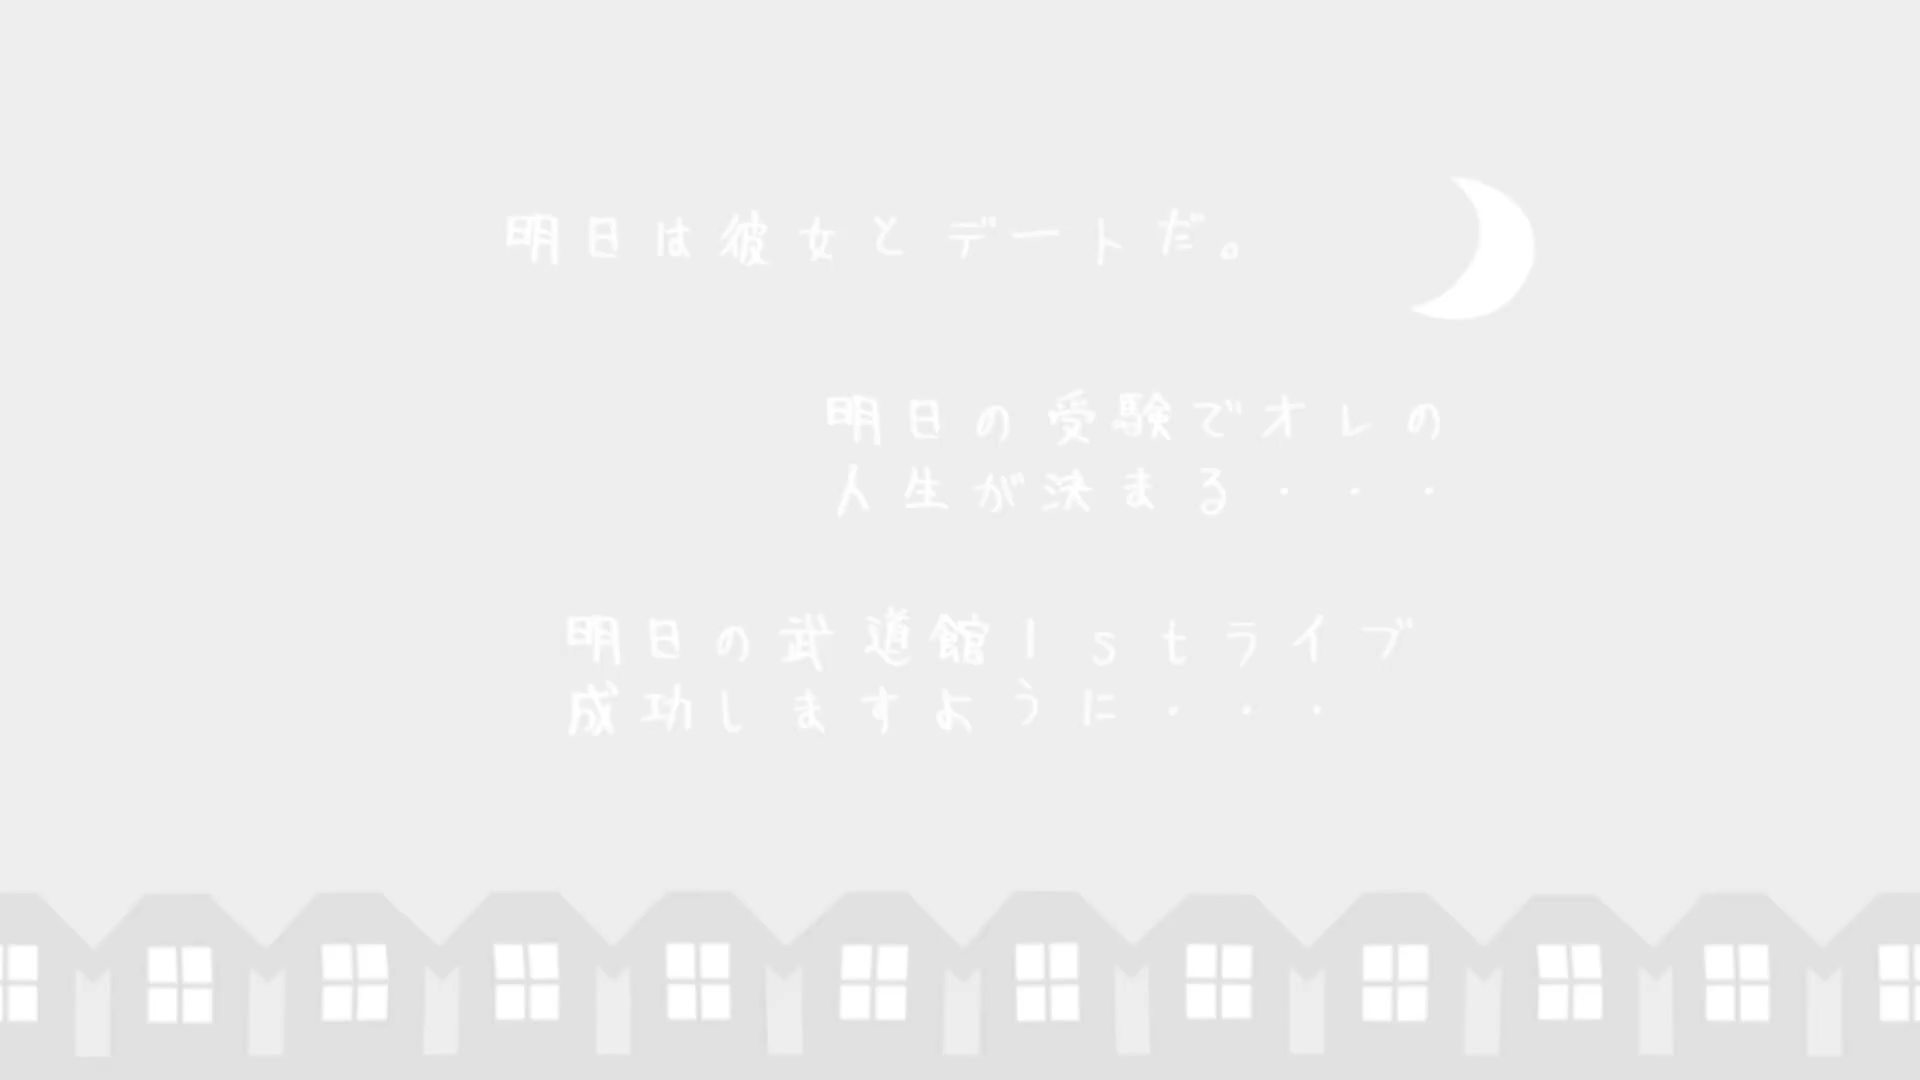 明日は彼女とデートだ。
明日の受験でオレの
人生が決まる・・・
明日の武道館1stライブ
成功しますように・・・